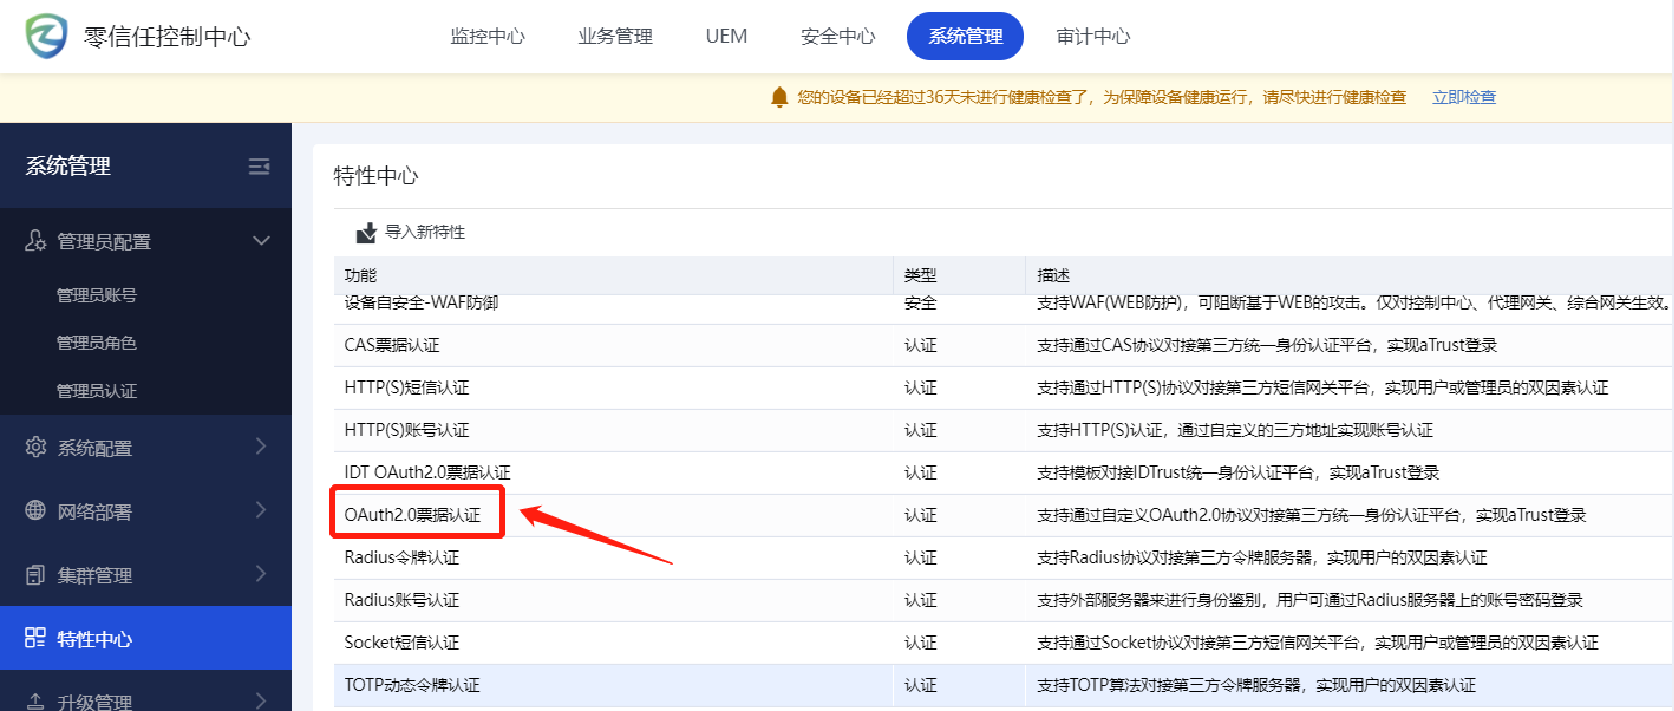 零信任控制中心 监控中心 业务管理 UEM 安全中心 系统管理 审计中心
您的设备已经超过36天未进行健康检查了，为保障设备健康运行，请尽快进行健康检查 立即检查
系统管理
管理员配置
管理员账号
管理员角色
管理员认证
系统配置
网络部署
集群管理
特性中心
升级管理
特性中心
导入新特性
功能 类型 描述
设备自安全-WAF防御 安全 支持WAF(WEB防护)，可阻断基于WEB的攻击。仅对控制中心、代理网关、综合网关生效。
CAS票据认证 认证 支持通过CAS协议对接第三方统一身份认证平台，实现aTrust登录
HTTP(S)短信认证 认证 支持通过HTTP(S)协议对接第三方短信网关平台，实现用户或管理员的双因素认证
HTTP(S)账号认证 认证 支持HTTP(S)认证，通过自定义的三方地址实现账号认证
IDT OAuth2.0票据认证 认证 支持模板对接IDTrust统一身份认证平台，实现aTrust登录
OAuth2.0票据认证 认证 支持通过自定义OAuth2.0协议对接第三方统一身份认证平台，实现aTrust登录
Radius令牌认证 认证 支持Radius协议对接第三方令牌服务器，实现用户的双因素认证
Radius账号认证 认证 支持外部服务器来进行身份鉴别，用户可通过Radius服务器上的账号密码登录
Socket短信认证 认证 支持通过Socket协议对接第三方短信网关平台，实现用户或管理员的双因素认证
TOTP动态令牌认证 认证 支持TOTP算法对接第三方令牌服务器，实现用户的双因素认证